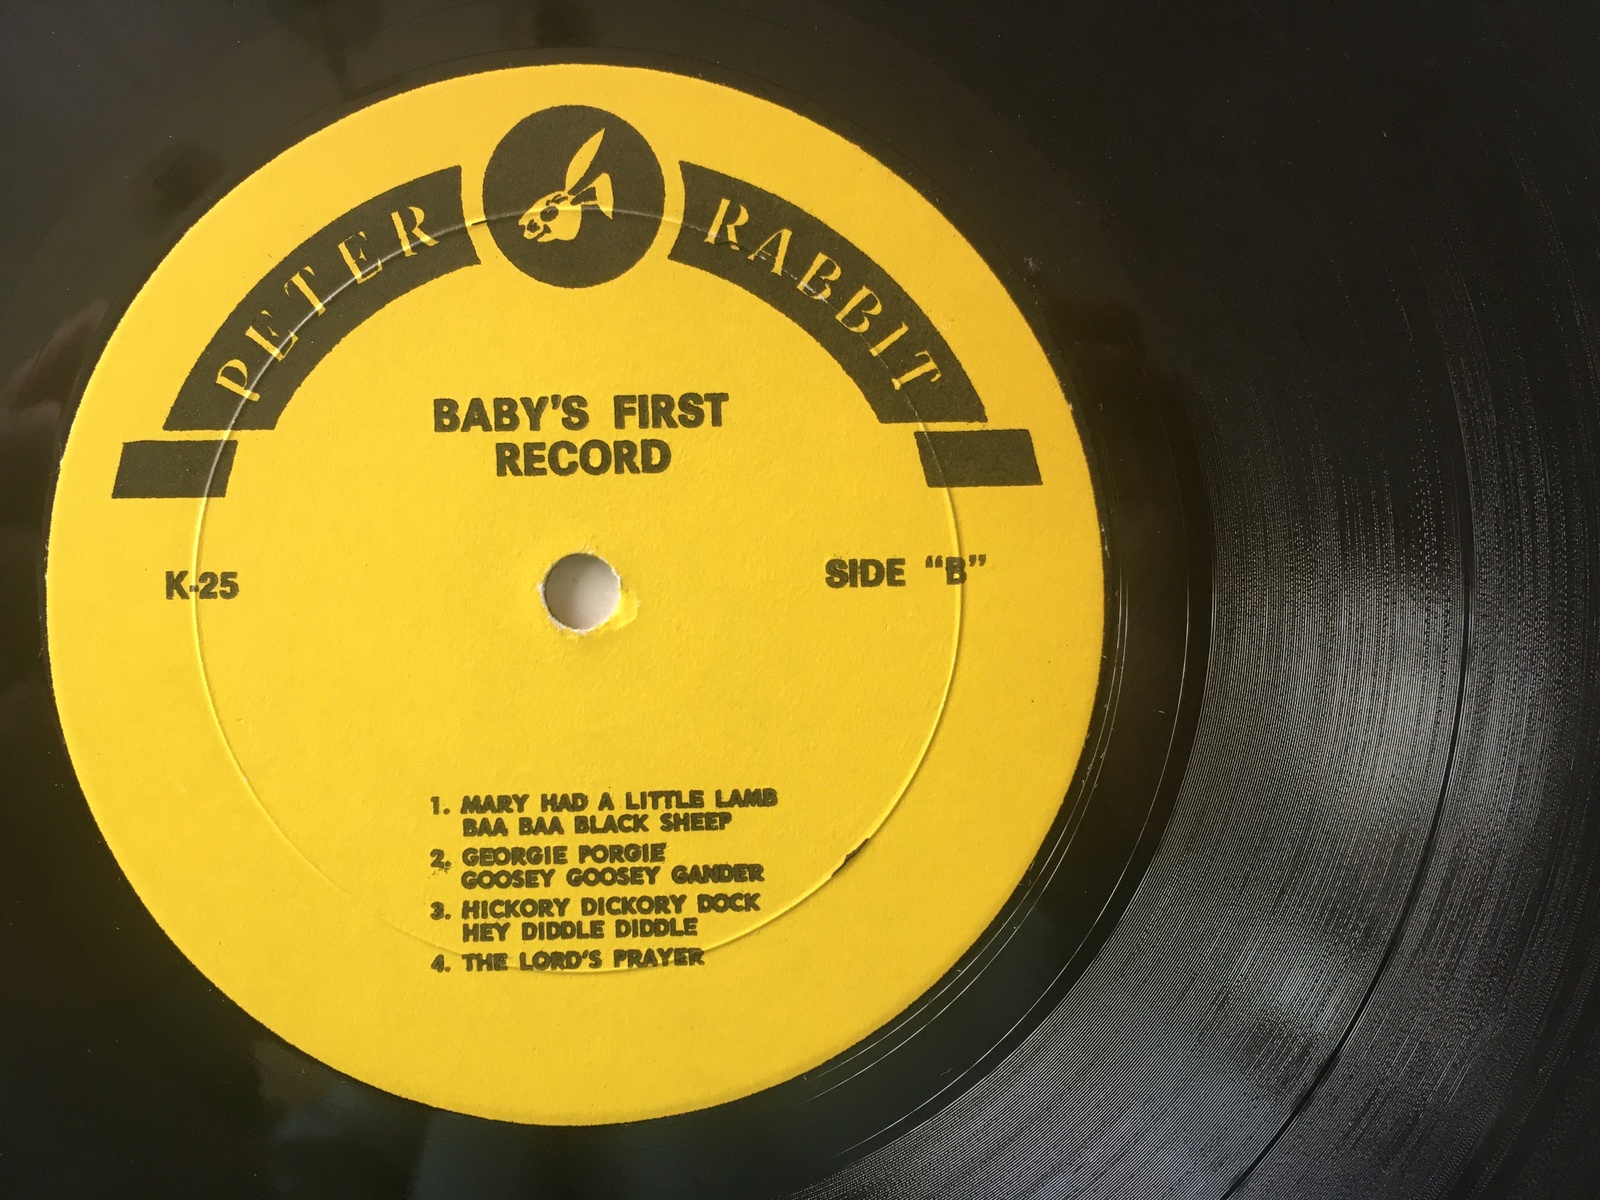 PETER RABBIT
BABY'S FIRST
RECORD
K-25
SIDE "B"
1. MARY HAD A LITTLE LAMB
BAA BAA BLACK SHEEP
2. GEORGIE PORGIE
GOOSEY GOOSEY GANDER
3. HICKORY DICKORY DOCK
HEY DIDDLE DIDDLE
4. THE LORD'S PRAYER